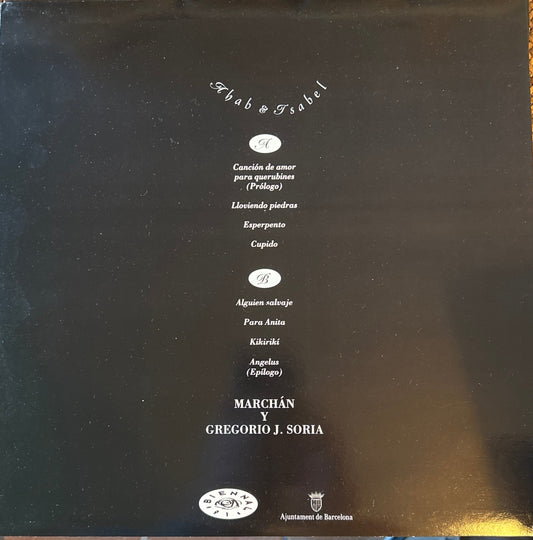 Ahab & Isabel
A
Canción de amor
para querubines
(Prólogo)
Lloviendo piedras
Esperpento
Cupido
B
Alguien salvaje
Para Anita
Kikirikí
Angelus
(Epílogo)
MARCHÁN
Y
GREGORIO J. SORIA
BIENNAL
Ajuntament de Barcelona